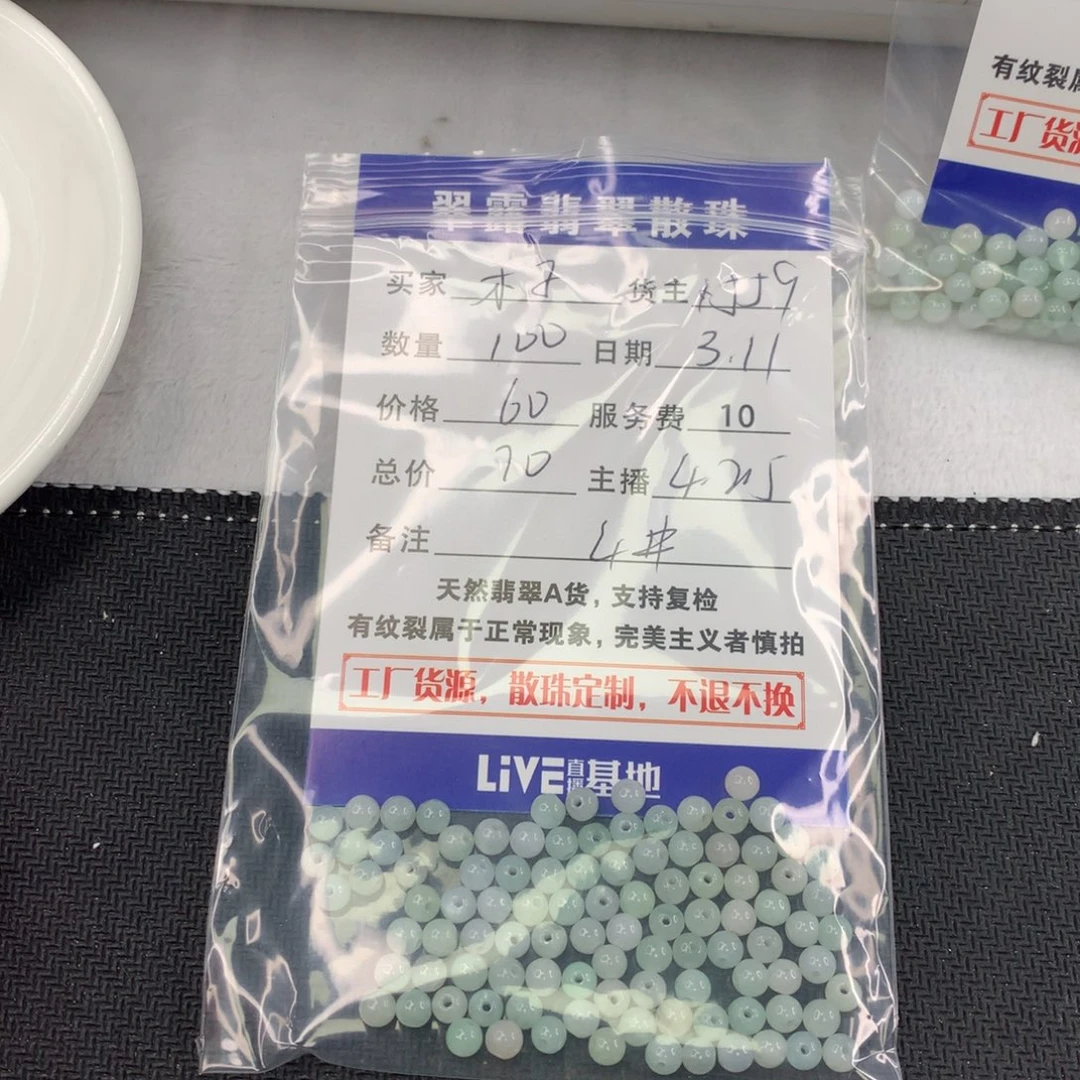 翠露翡翠散珠
买家 木子 货主
数量 100 日期 3.11
价格 60 服务费 10
总价 70 主播
备注 4#
天然翡翠A货，支持复检
有纹裂属于正常现象，完美主义者慎拍
工厂货源，散珠定制，不退不换
LiVE直播基地
有纹裂属
工厂货源